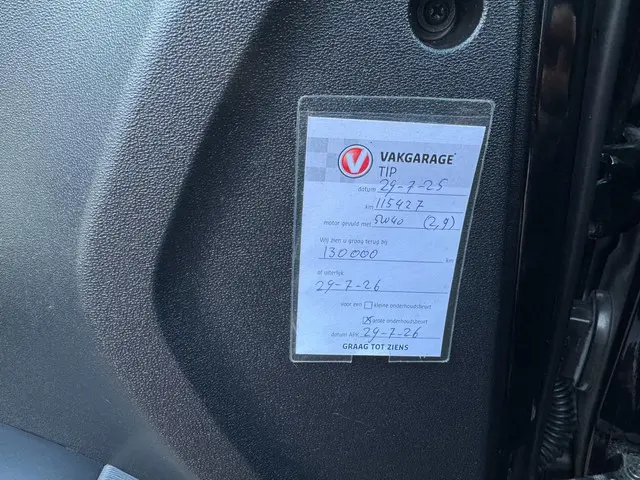 V VAKGARAGE
TIP
datum 29-7-25
km 115427
motor gevuld met 5W40 (2,9)
Wij zien u graag terug bij
130.000 km
of uiterlijk
29-7-26
voor een kleine onderhoudsbeurt
grote onderhoudsbeurt
datum APK 29-7-26
GRAAG TOT ZIENS